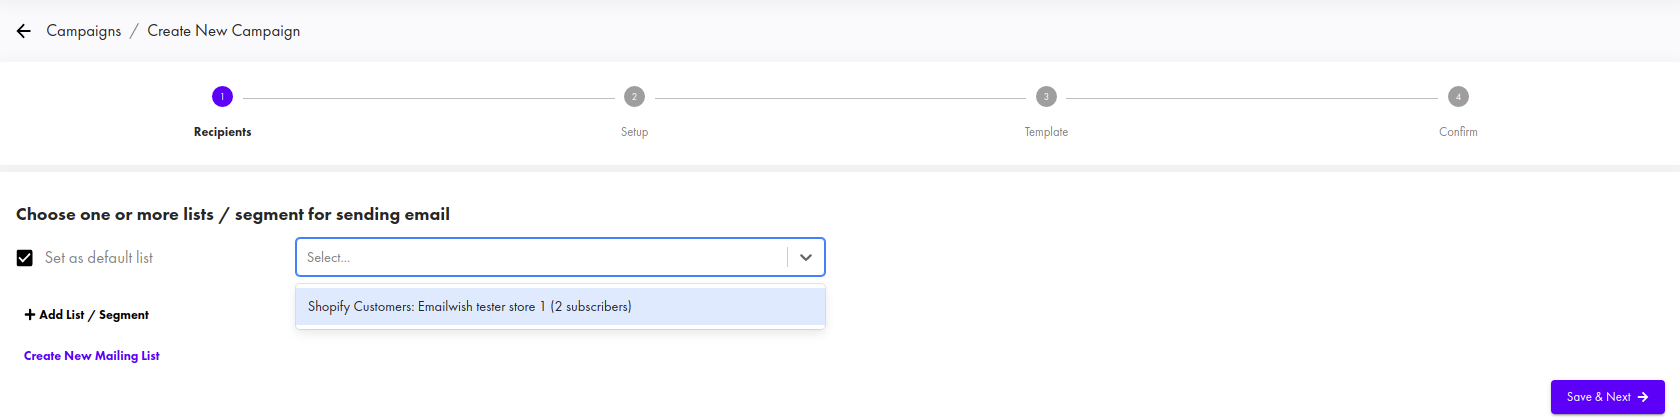 Campaigns / Create New Campaign
1
2
3
4
Recipients
Setup
Template
Confirm
Choose one or more lists / segment for sending email
Set as default list
Select...
Shopify Customers: Emailwish tester store 1 (2 subscribers)
+ Add List / Segment
Create New Mailing List
Save & Next